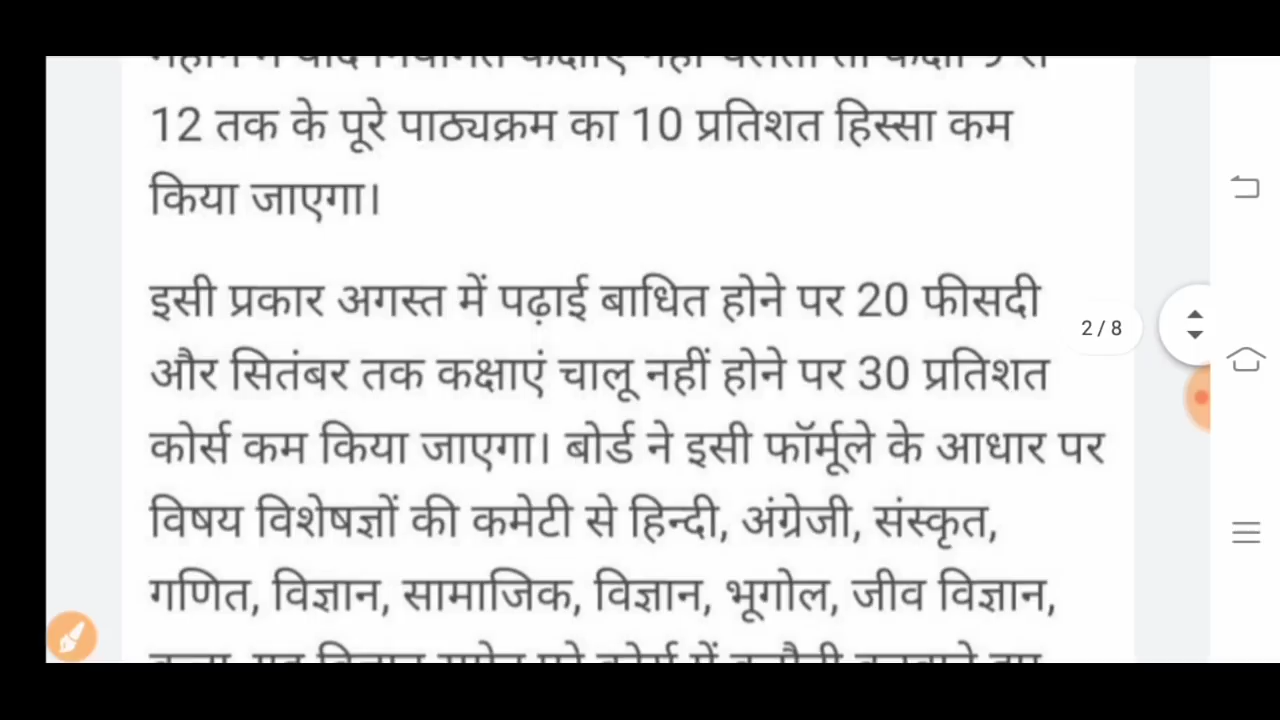 12 तक के पूरे पाठ्यक्रम का 10 प्रतिशत हिस्सा कम
किया जाएगा।
इसी प्रकार अगस्त में पढ़ाई बाधित होने पर 20 फीसदी
और सितंबर तक कक्षाएं चालू नहीं होने पर 30 प्रतिशत
कोर्स कम किया जाएगा। बोर्ड ने इसी फॉर्मूले के आधार पर
विषय विशेषज्ञों की कमेटी से हिन्दी, अंग्रेजी, संस्कृत,
गणित, विज्ञान, सामाजिक, विज्ञान, भूगोल, जीव विज्ञान,
2 / 8